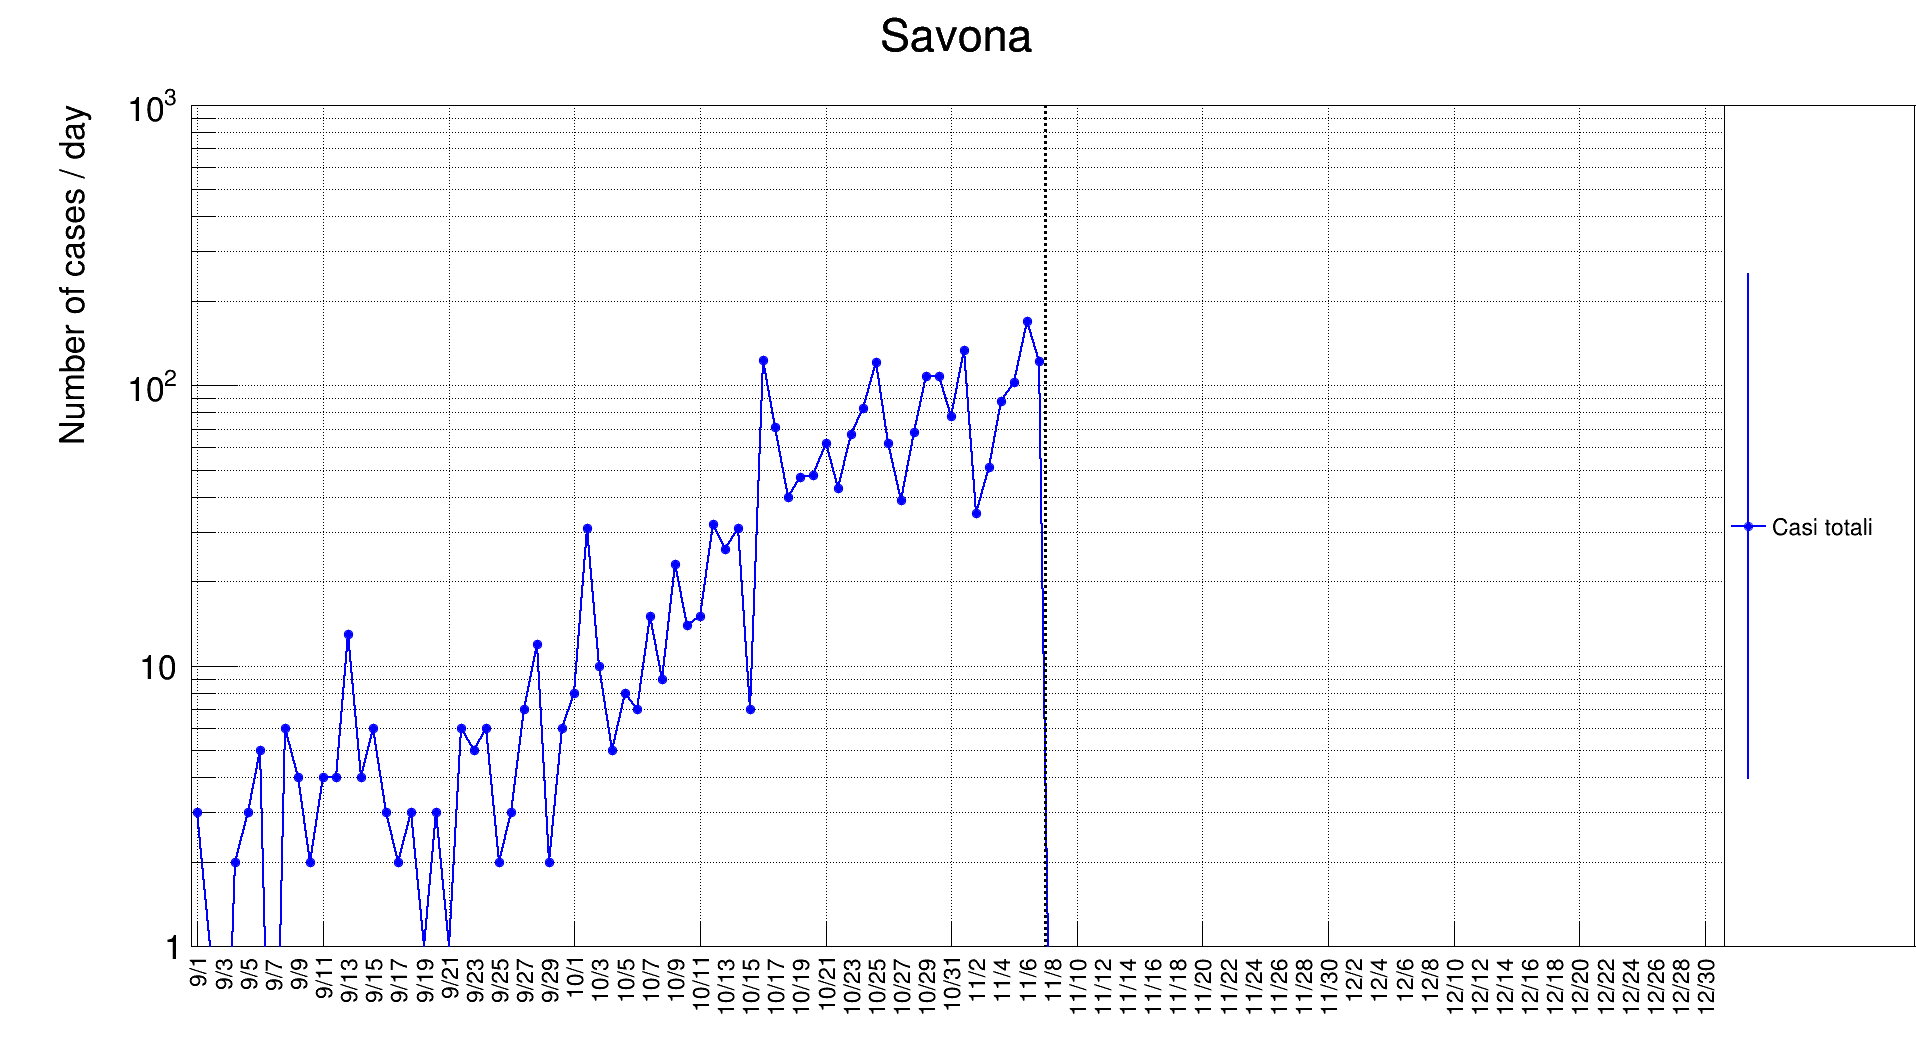 Savona
Number of cases / day
10³
10²
10
1
9/1 9/3 9/5 9/7 9/9 9/11 9/13 9/15 9/17 9/19 9/21 9/23 9/25 9/27 9/29 10/1 10/3 10/5 10/7 10/9 10/11 10/13 10/15 10/17 10/19 10/21 10/23 10/25 10/27 10/29 10/31 11/2 11/4 11/6 11/8 11/10 11/12 11/14 11/16 11/18 11/20 11/22 11/24 11/26 11/28 11/30 12/2 12/4 12/6 12/8 12/10 12/12 12/14 12/16 12/18 12/20 12/22 12/24 12/26 12/28 12/30
Casi totali